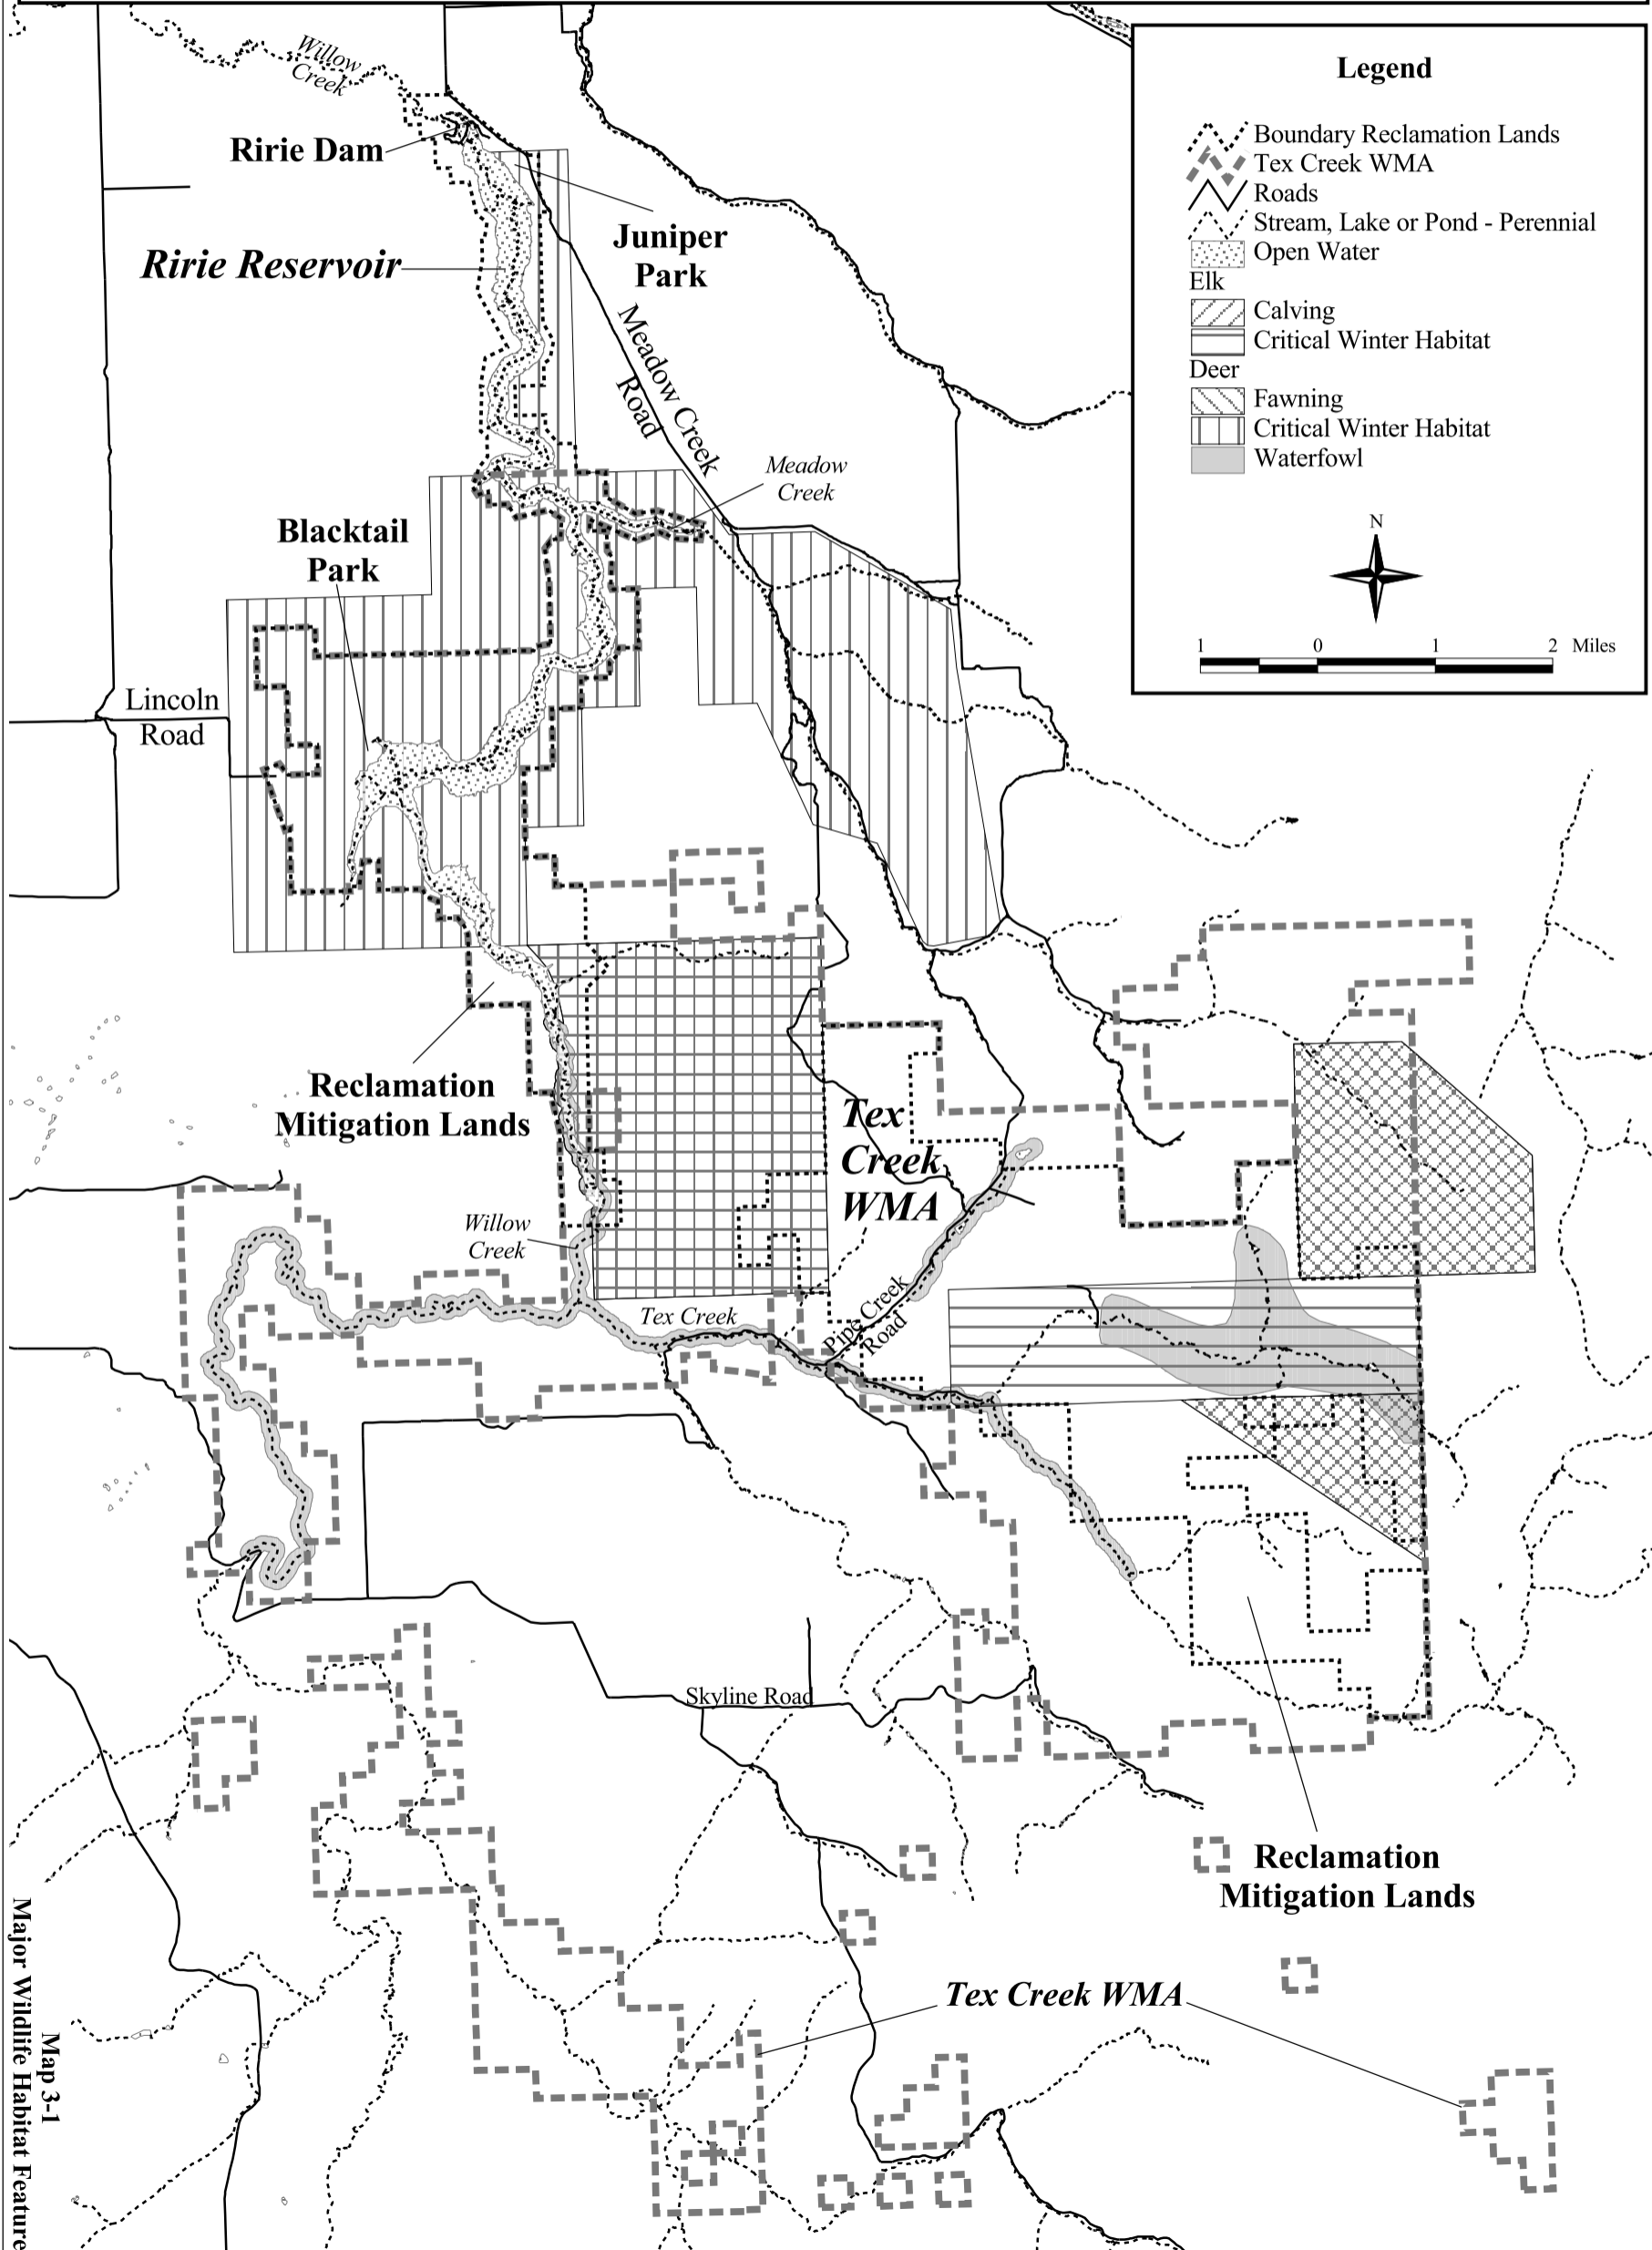 Legend
Boundary Reclamation Lands
Tex Creek WMA
Roads
Stream, Lake or Pond - Perennial
Open Water
Elk
Calving
Critical Winter Habitat
Deer
Fawning
Critical Winter Habitat
Waterfowl
N
1 0 1 2 Miles
Willow
Creek
Ririe Dam
Juniper
Park
Ririe Reservoir
Meadow Creek
Road
Meadow
Creek
Blacktail
Park
Lincoln
Road
Reclamation
Mitigation Lands
Tex
Creek
WMA
Willow
Creek
Tex Creek
Pipe Creek
Road
Skyline Road
Reclamation
Mitigation Lands
Tex Creek WMA
Map 3-1
Major Wildlife Habitat Feature